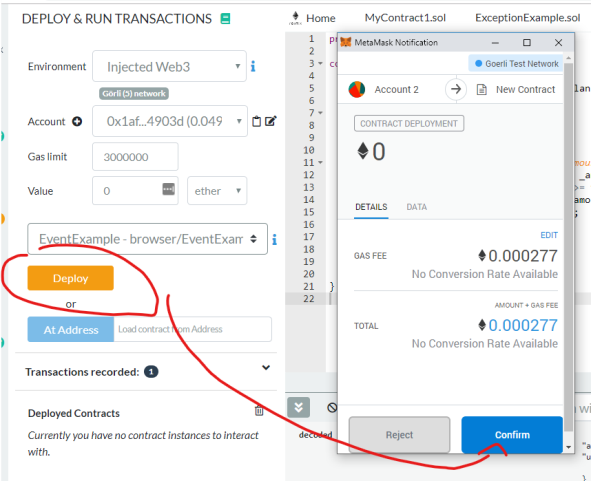 DEPLOY & RUN TRANSACTIONS
Environment
Injected Web3
i
Görli (5) network
Account
0x1af...4903d (0.049
Gas limit
3000000
Value
0
ether
EventExample - browser/EventExam
i
Deploy
or
At Address
Load contract from Address
Transactions recorded: 1
Deployed Contracts
Currently you have no contract instances to interact
with.
Home
MyContract1.sol
ExceptionExample.sol
1
2
3
4
5
6
7
8
9
10
11
12
13
14
15
16
17
18
19
20
21
22
}
MetaMask Notification
Goerli Test Network
Account 2
New Contract
CONTRACT DEPLOYMENT
0
DETAILS
DATA
EDIT
GAS FEE
0.000277
No Conversion Rate Available
AMOUNT + GAS FEE
TOTAL
0.000277
No Conversion Rate Available
Reject
Confirm
decoded